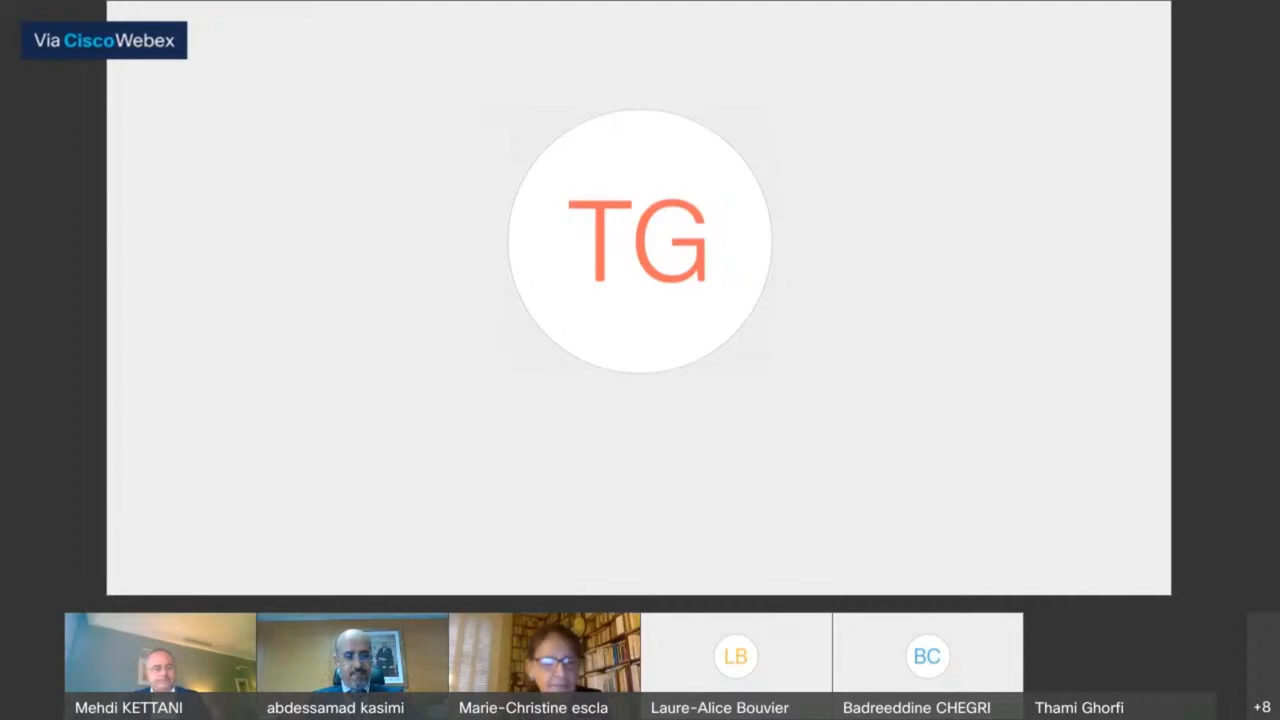 Via CiscoWebex
TG
LB
BC
Mehdi KETTANI
abdessamad kasimi
Marie-Christine escla
Laure-Alice Bouvier
Badreeddine CHEGRI
Thami Ghorfi
+8